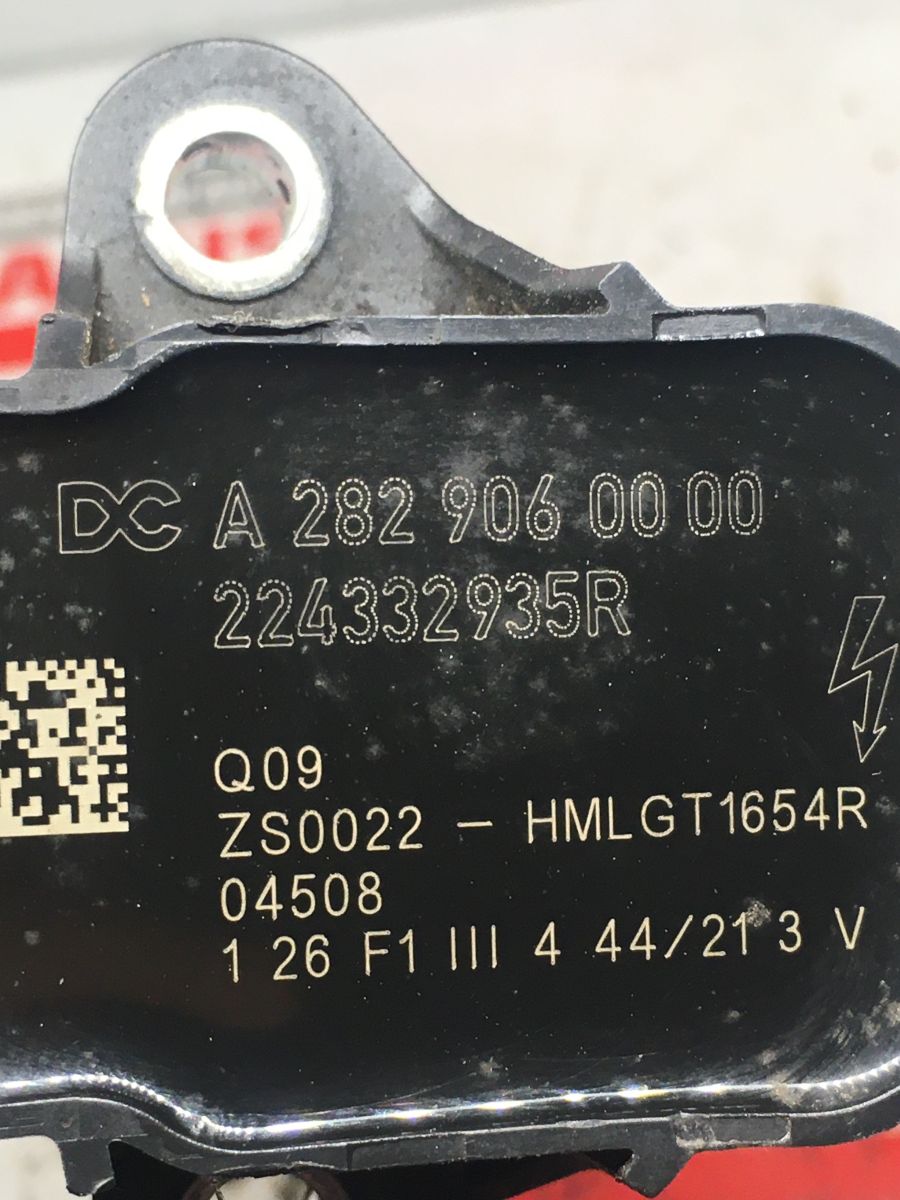 DC A 282 906 00 00
224332935R
Q09
ZS0022 - HMLGT1654R
04508
1 26 F1 III 4 44/21 3 V